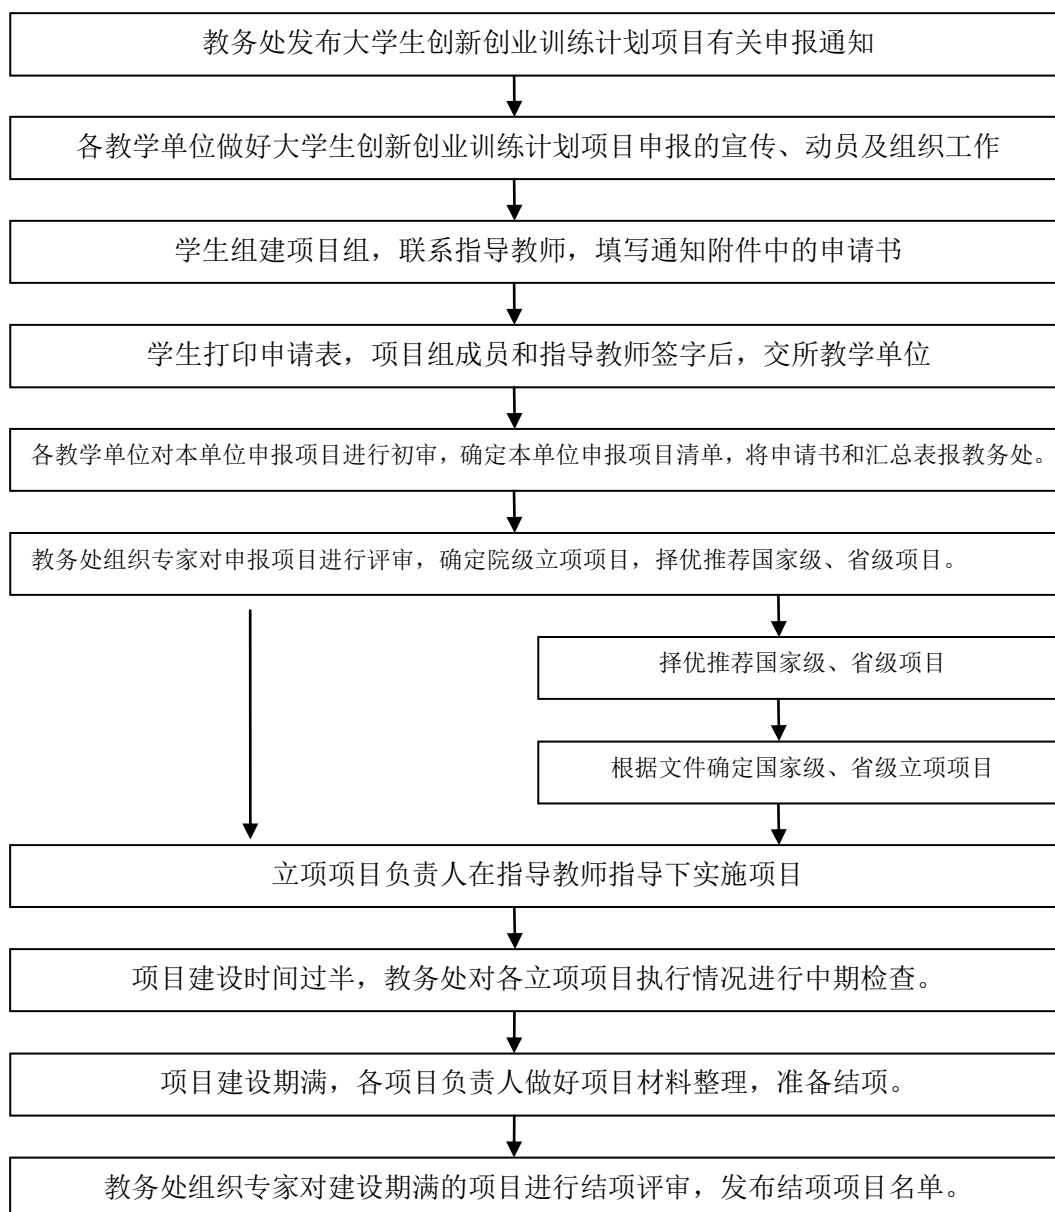 教务处发布大学生创新创业训练计划项目有关申报通知
各教学单位做好大学生创新创业训练计划项目申报的宣传、动员及组织工作
学生组建项目组，联系指导教师，填写通知附件中的申请书
学生打印申请表，项目组成员和指导教师签字后，交所教学单位
各教学单位对本单位申报项目进行初审，确定本单位申报项目清单，将申请书和汇总表报教务处。
教务处组织专家对申报项目进行评审，确定院级立项项目，择优推荐国家级、省级项目。
择优推荐国家级、省级项目
根据文件确定国家级、省级立项项目
立项项目负责人在指导教师指导下实施项目
项目建设时间过半，教务处对各立项项目执行情况进行中期检查。
项目建设期满，各项目负责人做好项目材料整理，准备结项。
教务处组织专家对建设期满的项目进行结项评审，发布结项项目名单。